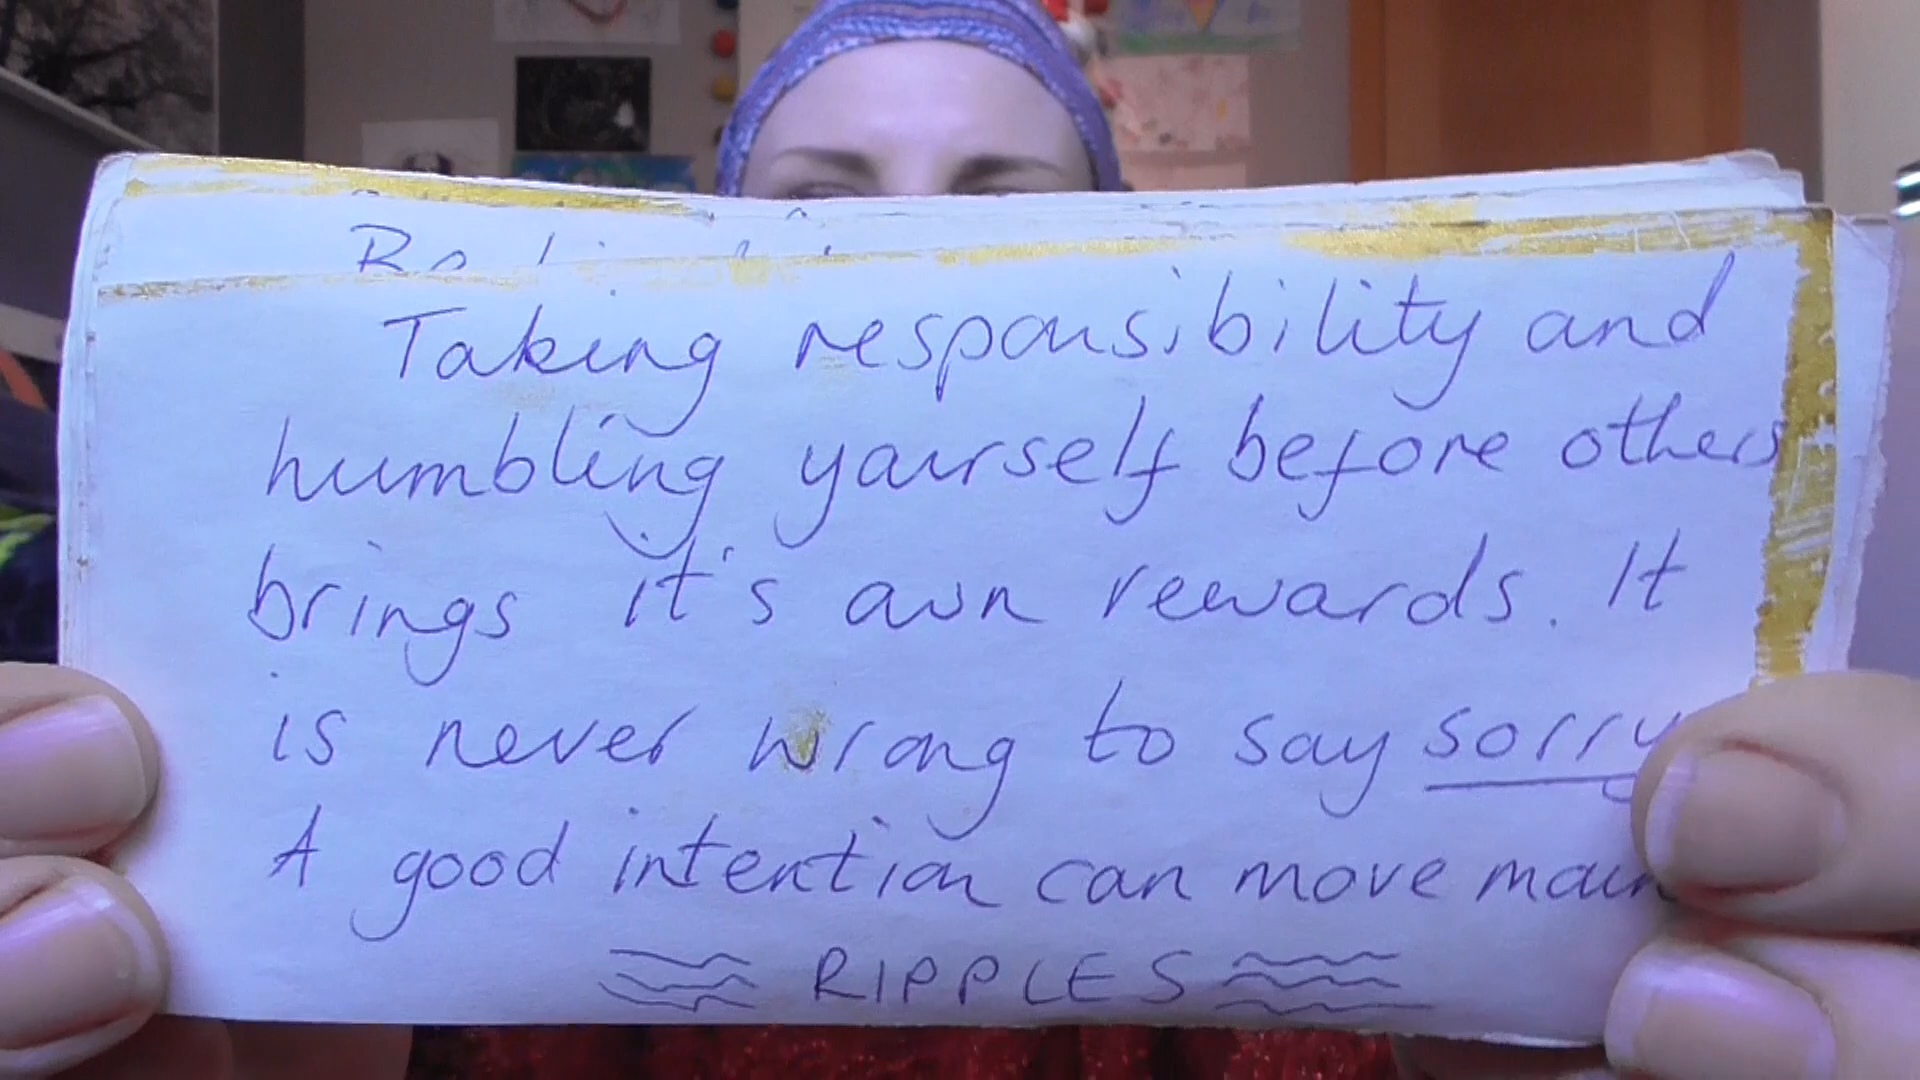 Taking responsibility and
humbling yourself before others
brings it's own rewards. It
is never wrong to say sorry
A good intention can move
RIPPLES